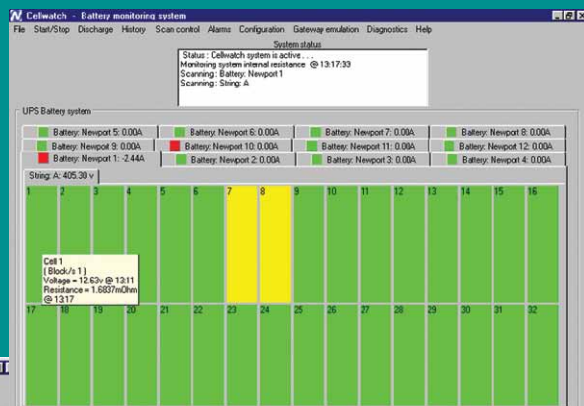 Cellwatch - Battery monitoring system
File Start/Stop Discharge History Scan control Alarms Configuration Gateway emulation Diagnostics Help
System status
Status : Cellwatch system is active . . .
Monitoring system internal resistance @ 13:17:33
Scanning : Battery: Newport 1
Scanning : String: A
UPS Battery system
Battery: Newport 5: 0.00A Battery: Newport 6: 0.00A Battery: Newport 7: 0.00A Battery: Newport 8: 0.00A
Battery: Newport 9: 0.00A Battery: Newport 10: 0.00A Battery: Newport 11: 0.00A Battery: Newport 12: 0.00A
Battery: Newport 1: -2.44A Battery: Newport 2: 0.00A Battery: Newport 3: 0.00A Battery: Newport 4: 0.00A
String: A: 405.30 v
1 2 3 4 5 6 7 8 9 10 11 12 13 14 15 16
Cell 1
( Block/s 1 )
Voltage = 12.63v @ 13:11
Resistance = 1.6837mOhm
@ 13:17
17 18 19 20 21 22 23 24 25 26 27 28 29 30 31 32